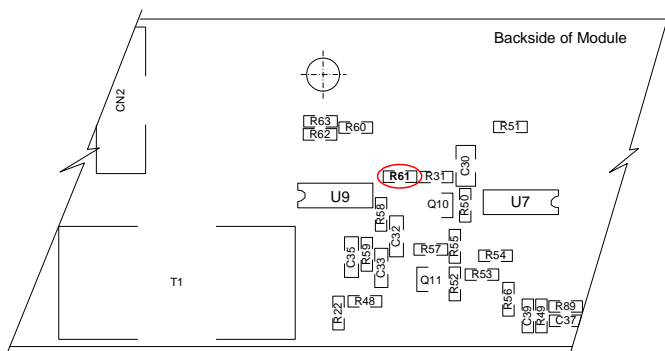 Backside of Module
CN2
R63
R62
R60
R51
R61
R31
C30
U9
R58
Q10
R50
U7
C32
R57
R55
R54
C35
R59
C33
Q11
R52
R53
T1
R22
R48
R56
C39
R49
R89
C37